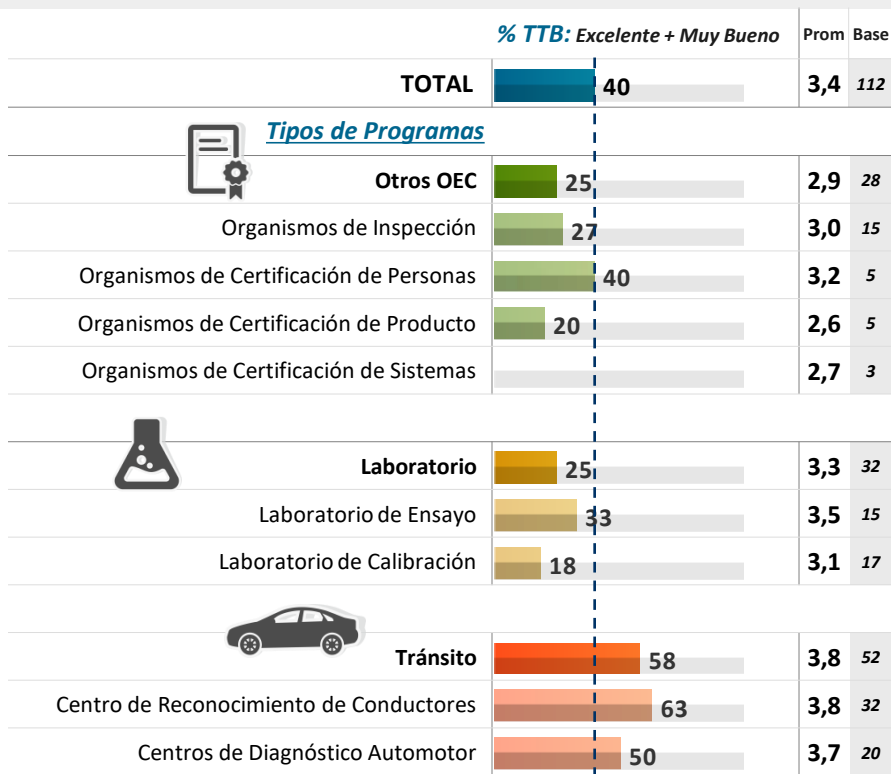 % TTB: Excelente + Muy Bueno Prom Base
TOTAL 40 3,4 112
Tipos de Programas
Otros OEC 25 2,9 28
Organismos de Inspección 27 3,0 15
Organismos de Certificación de Personas 40 3,2 5
Organismos de Certificación de Producto 20 2,6 5
Organismos de Certificación de Sistemas 2,7 3
Laboratorio 25 3,3 32
Laboratorio de Ensayo 33 3,5 15
Laboratorio de Calibración 18 3,1 17
Tránsito 58 3,8 52
Centro de Reconocimiento de Conductores 63 3,8 32
Centros de Diagnóstico Automotor 50 3,7 20